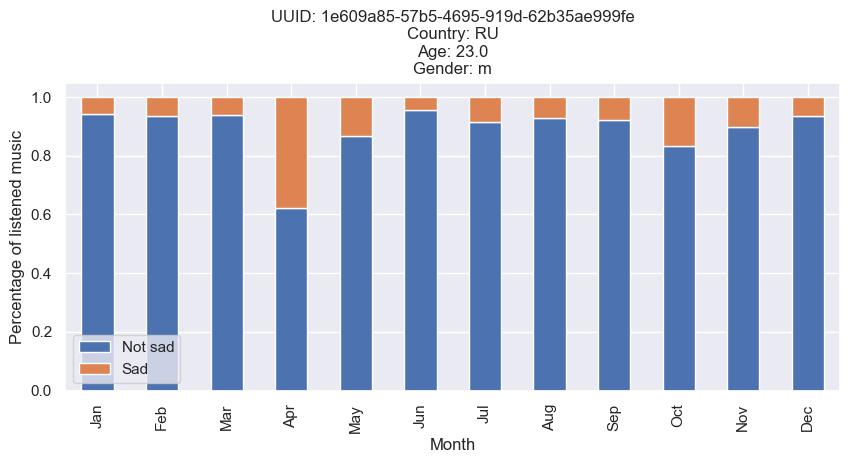 UUID: 1e609a85-57b5-4695-919d-62b35ae999fe
Country: RU
Age: 23.0
Gender: m
Percentage of listened music
1.0
0.8
0.6
0.4
0.2
0.0
Not sad
Sad
Jan Feb Mar Apr May Jun Jul Aug Sep Oct Nov Dec
Month